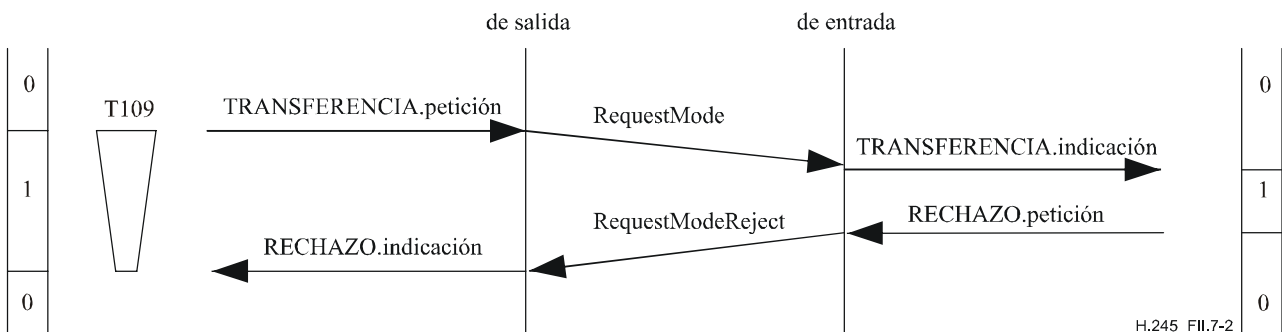 de salida
de entrada
0
0
T109
TRANSFERENCIA.petición
RequestMode
TRANSFERENCIA.indicación
1
1
RequestModeReject
RECHAZO.petición
RECHAZO.indicación
0
0
H.245_FII.7-2